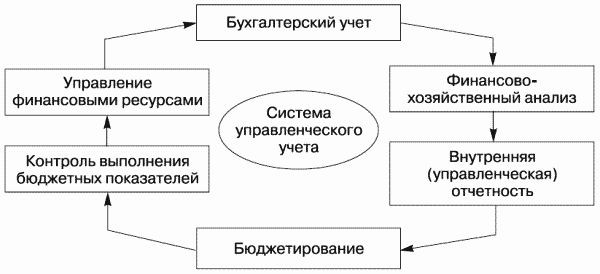 Бухгалтерский учет
Управление
финансовыми ресурсами
Финансово-
хозяйственный анализ
Система
управленческого
учета
Контроль выполнения
бюджетных показателей
Внутренняя
(управленческая)
отчетность
Бюджетирование